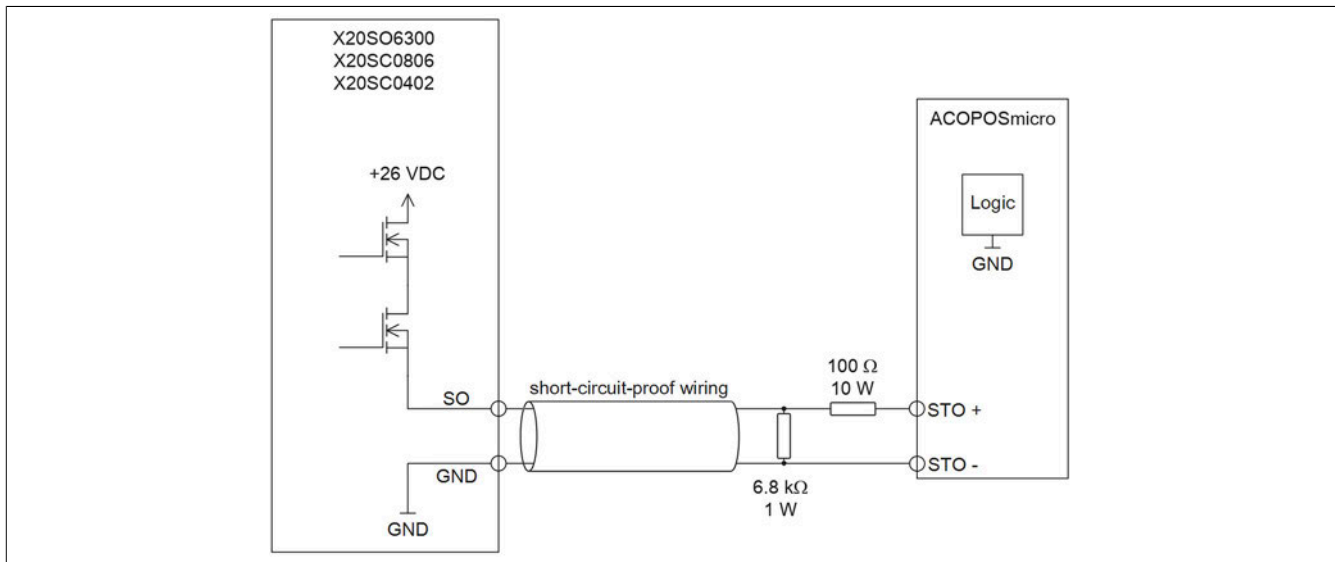 X20SO6300
X20SC0806
X20SC0402
+26 VDC
SO
GND
GND
short-circuit-proof wiring
100 Ω
10 W
6.8 kΩ
1 W
ACOPOSmicro
Logic
GND
STO +
STO -